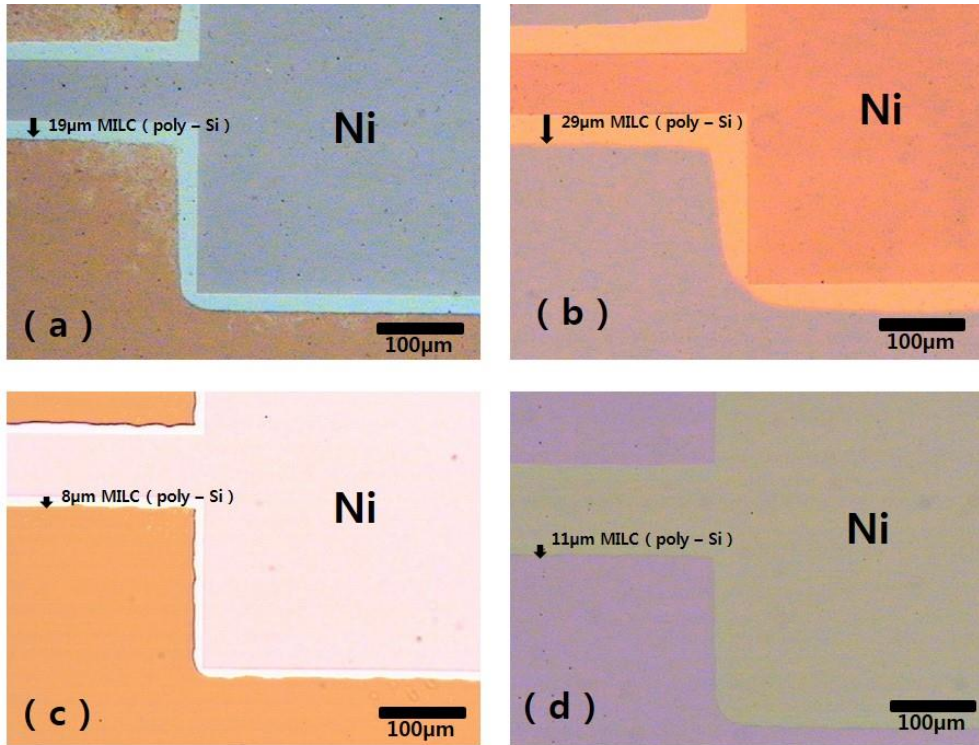 19μm MILC ( poly – Si )
Ni
( a )
100μm
29μm MILC ( poly – Si )
Ni
( b )
100μm
8μm MILC ( poly – Si )
Ni
( c )
100μm
11μm MILC ( poly – Si )
Ni
( d )
100μm